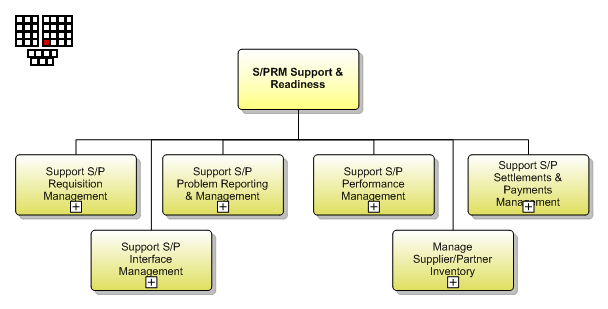 S/PRM Support &
Readiness
Support S/P
Requisition
Management
Support S/P
Problem Reporting
& Management
Support S/P
Performance
Management
Support S/P
Settlements &
Payments
Management
Support S/P
Interface
Management
Manage
Supplier/Partner
Inventory